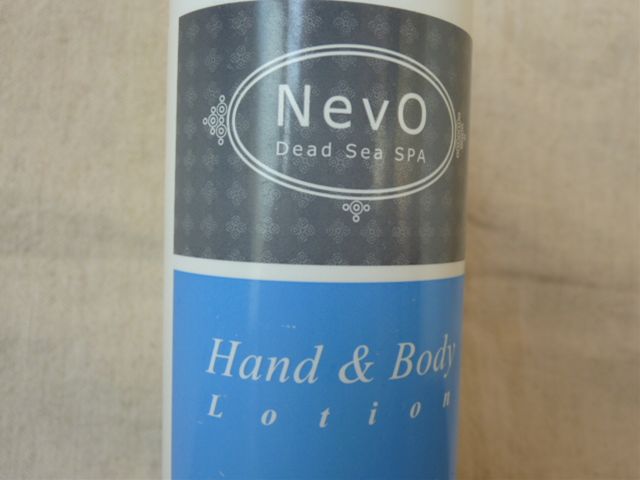 NevO
Dead Sea SPA
Hand & Body
Lotion